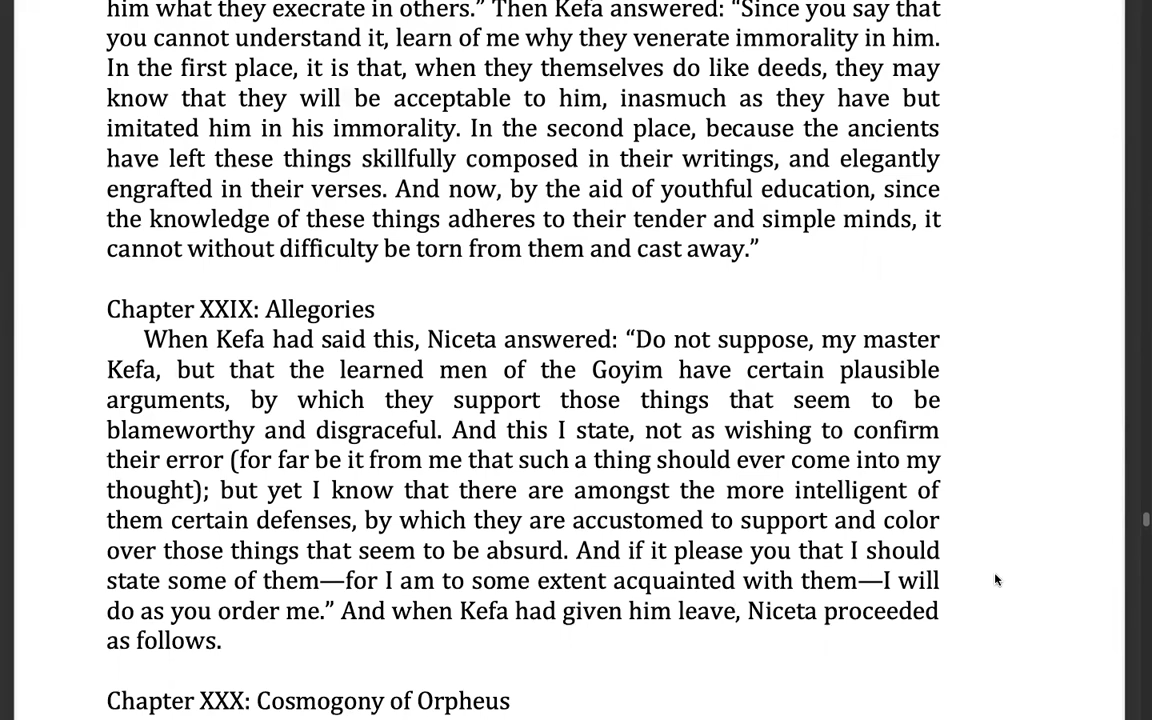 him what they execrate in others.” Then Kefa answered: “Since you say that
you cannot understand it, learn of me why they venerate immorality in him.
In the first place, it is that, when they themselves do like deeds, they may
know that they will be acceptable to him, inasmuch as they have but
imitated him in his immorality. In the second place, because the ancients
have left these things skillfully composed in their writings, and elegantly
engrafted in their verses. And now, by the aid of youthful education, since
the knowledge of these things adheres to their tender and simple minds, it
cannot without difficulty be torn from them and cast away.”
Chapter XXIX: Allegories
When Kefa had said this, Niceta answered: “Do not suppose, my master
Kefa, but that the learned men of the Goyim have certain plausible
arguments, by which they support those things that seem to be
blameworthy and disgraceful. And this I state, not as wishing to confirm
their error (for far be it from me that such a thing should ever come into my
thought); but yet I know that there are amongst the more intelligent of
them certain defenses, by which they are accustomed to support and color
over those things that seem to be absurd. And if it please you that I should
state some of them—for I am to some extent acquainted with them—I will
do as you order me.” And when Kefa had given him leave, Niceta proceeded
as follows.
Chapter XXX: Cosmogony of Orpheus